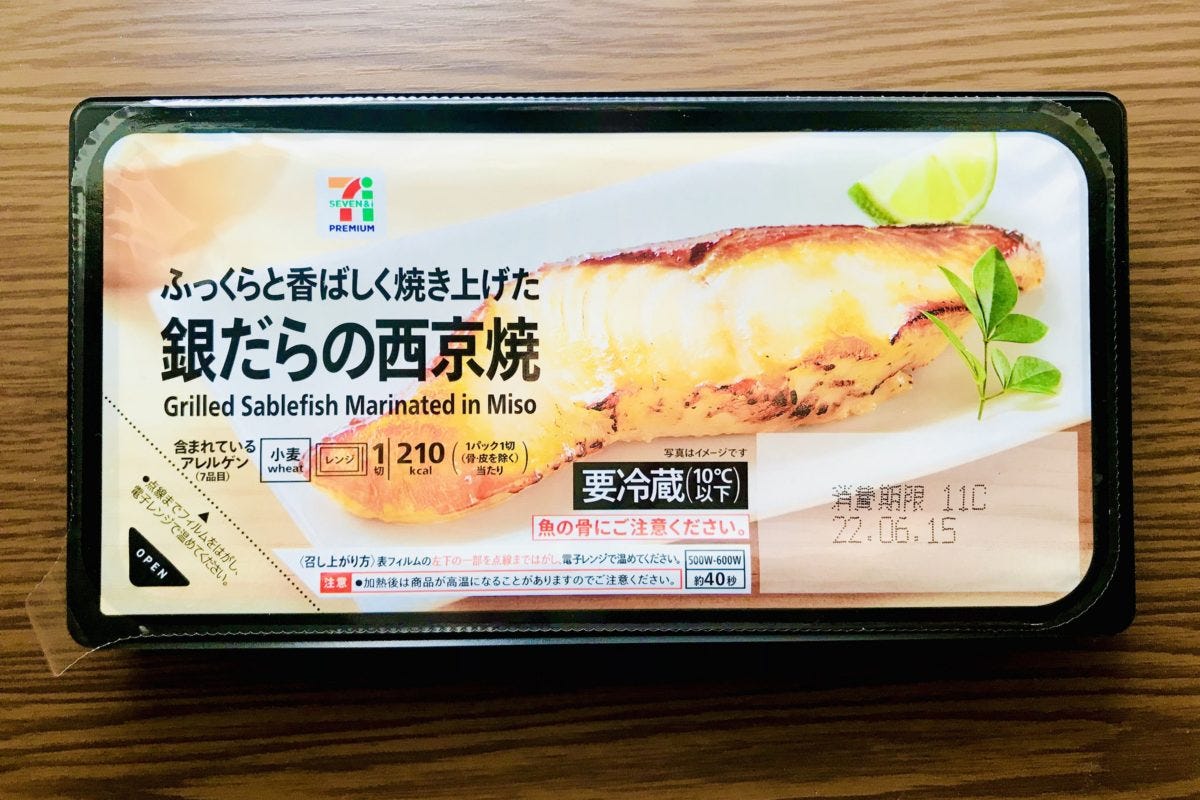 SEVEN&i
PREMIUM
ふっくらと香ばしく焼き上げた
銀だらの西京焼
Grilled Sablefish Marinated in Miso
含まれている
アレルゲン
(7品目)
小麦
wheat
レンジ
1切
210
kcal
(1パック1切
(骨・皮を除く)
当たり)
写真はイメージです
要冷蔵(10℃以下)
魚の骨にご注意ください。
消費期限 11C
22.06.15
●点線までフィルムをはがし、
電子レンジで温めてください。
OPEN
〈召し上がり方〉表フィルムの左下の一部を点線まではがし、電子レンジで温めてください。
500W-600W
約40秒
注意 ●加熱後は商品が高温になることがありますのでご注意ください。